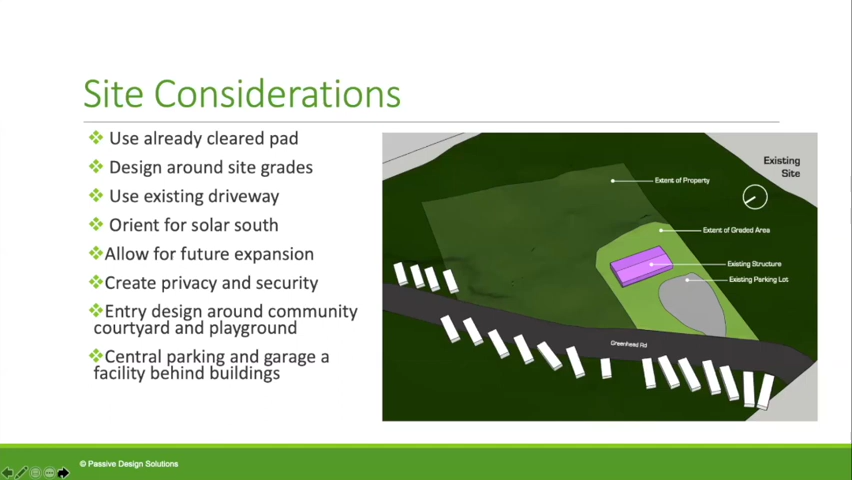 Site Considerations
Use already cleared pad
Design around site grades
Use existing driveway
Orient for solar south
Allow for future expansion
Create privacy and security
Entry design around community
courtyard and playground
Central parking and garage a
facility behind buildings
Existing
Site
Extent of Property
Extent of Graded Area
Existing Structure
Existing Parking Lot
Greenhead Rd
© Passive Design Solutions